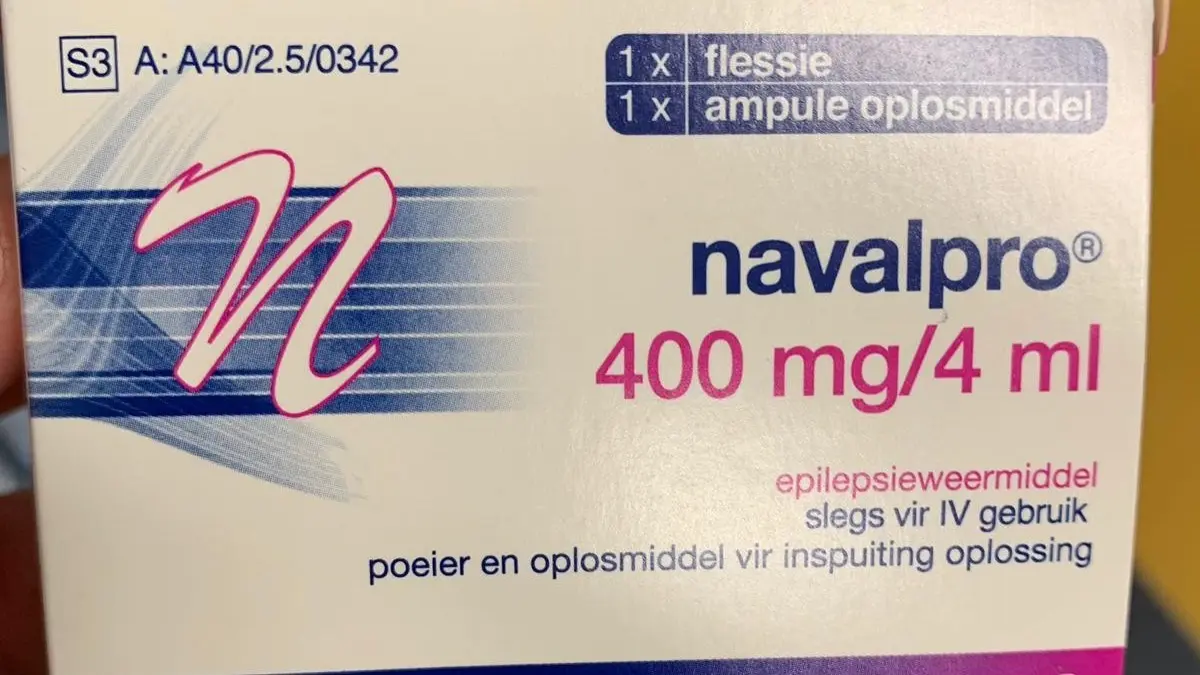 S3 A: A40/2.5/0342
1 x flessie
1 x ampule oplosmiddel
n
navalpro®
400 mg/4 ml
epilepsieweermiddel
slegs vir IV gebruik
poeier en oplosmiddel vir inspuiting oplossing